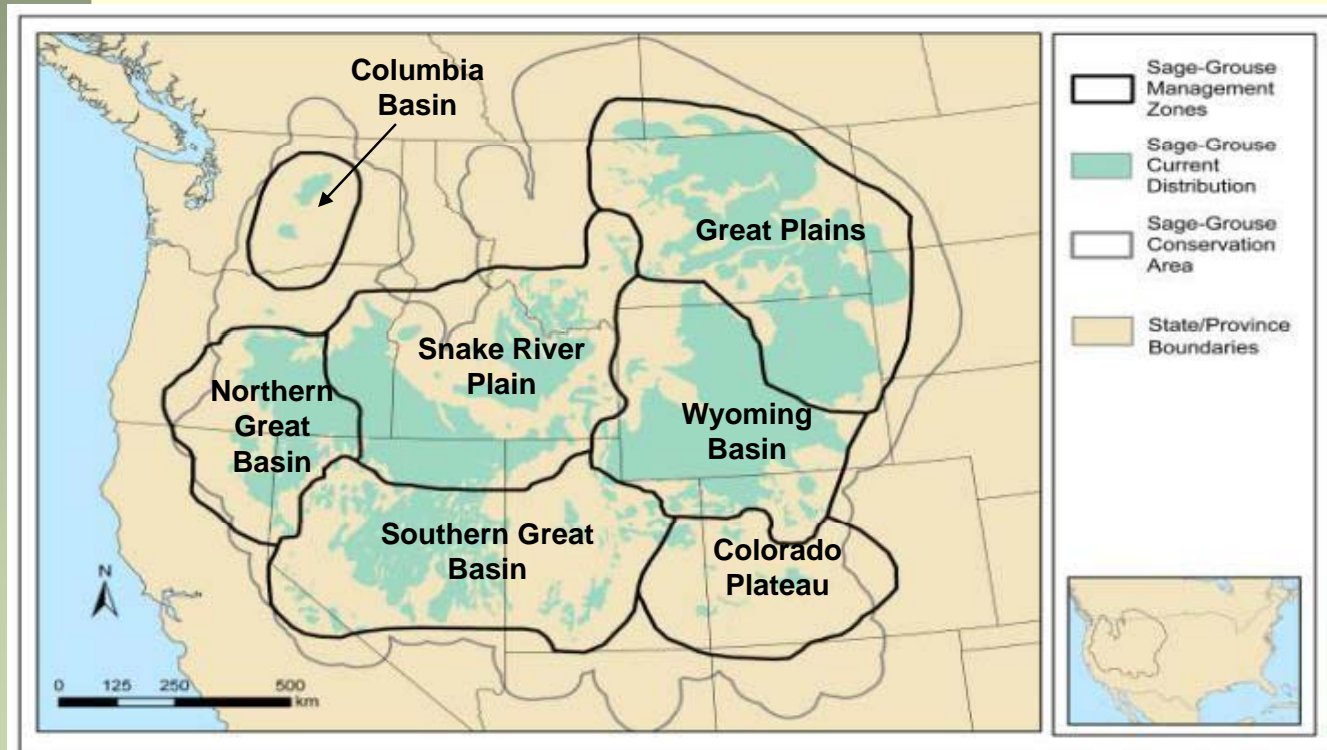 Columbia
Basin
Great Plains
Snake River
Plain
Northern
Great
Basin
Wyoming
Basin
Southern Great
Basin
Colorado
Plateau
N
0 125 250 500
km
Sage-Grouse
Management
Zones
Sage-Grouse
Current
Distribution
Sage-Grouse
Conservation
Area
State/Province
Boundaries